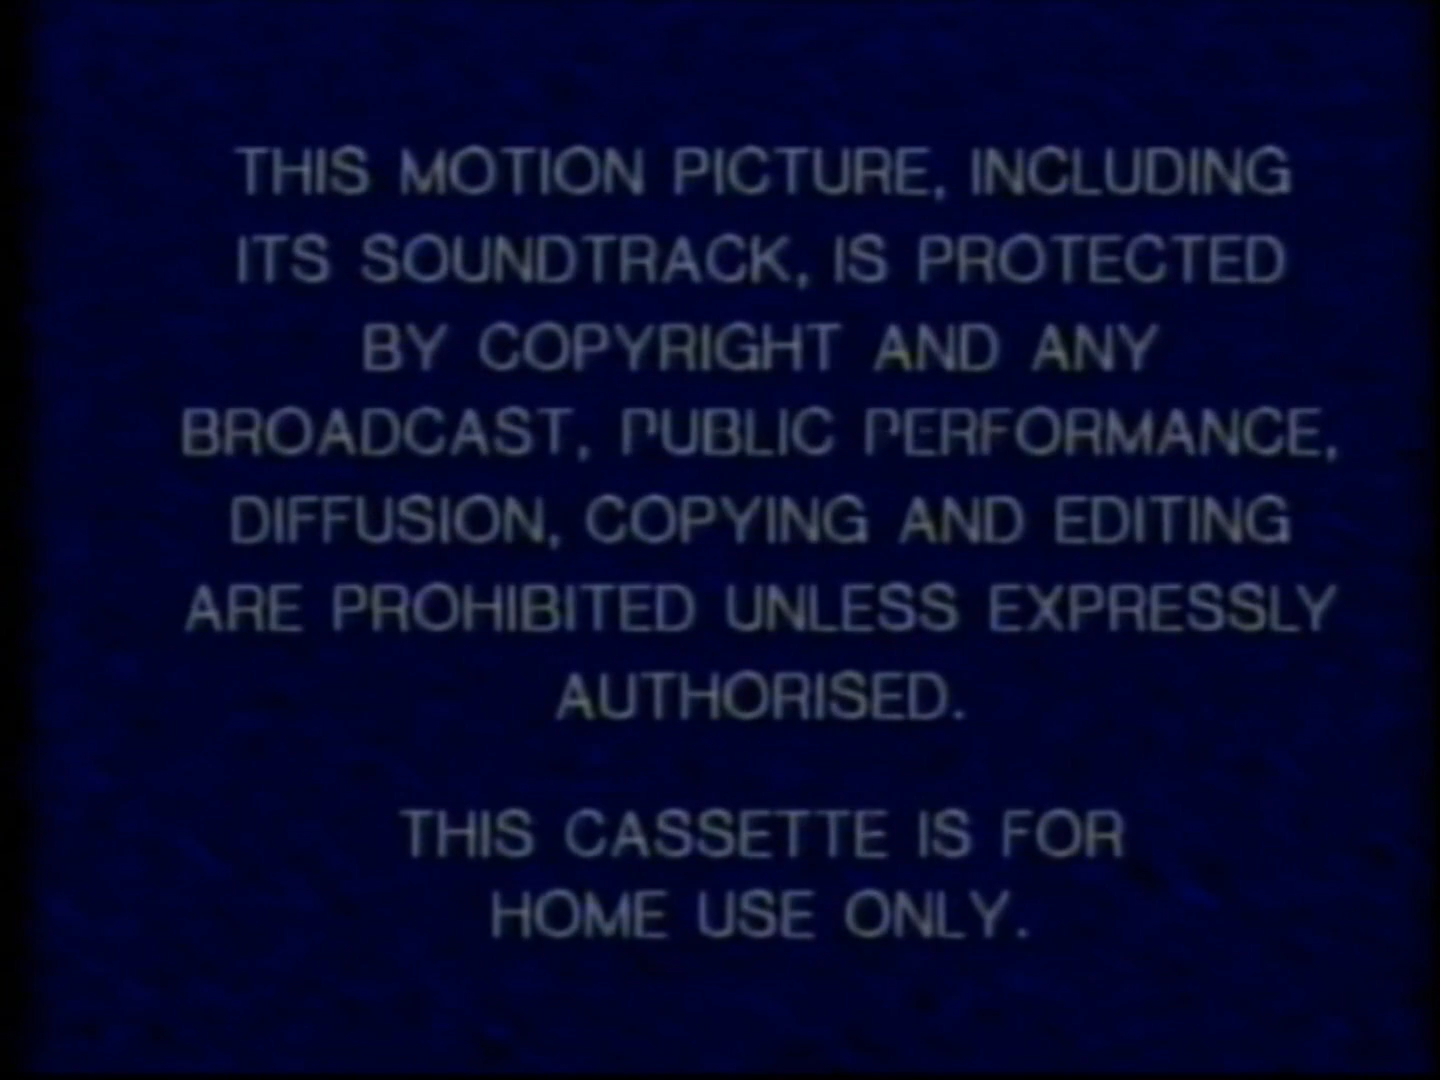 THIS MOTION PICTURE, INCLUDING
ITS SOUNDTRACK, IS PROTECTED
BY COPYRIGHT AND ANY
BROADCAST, PUBLIC PERFORMANCE,
DIFFUSION, COPYING AND EDITING
ARE PROHIBITED UNLESS EXPRESSLY
AUTHORISED.
THIS CASSETTE IS FOR
HOME USE ONLY.